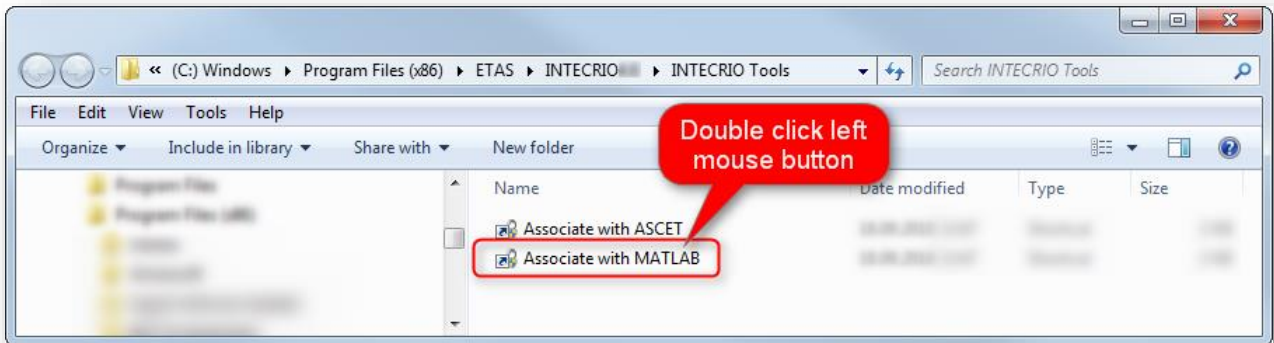 « (C:) Windows ▸ Program Files (x86) ▸ ETAS ▸ INTECRIO ▸ INTECRIO Tools
Search INTECRIO Tools
File Edit View Tools Help
Organize Include in library Share with New folder
Double click left
mouse button
Name Date modified Type Size
Associate with ASCET
Associate with MATLAB